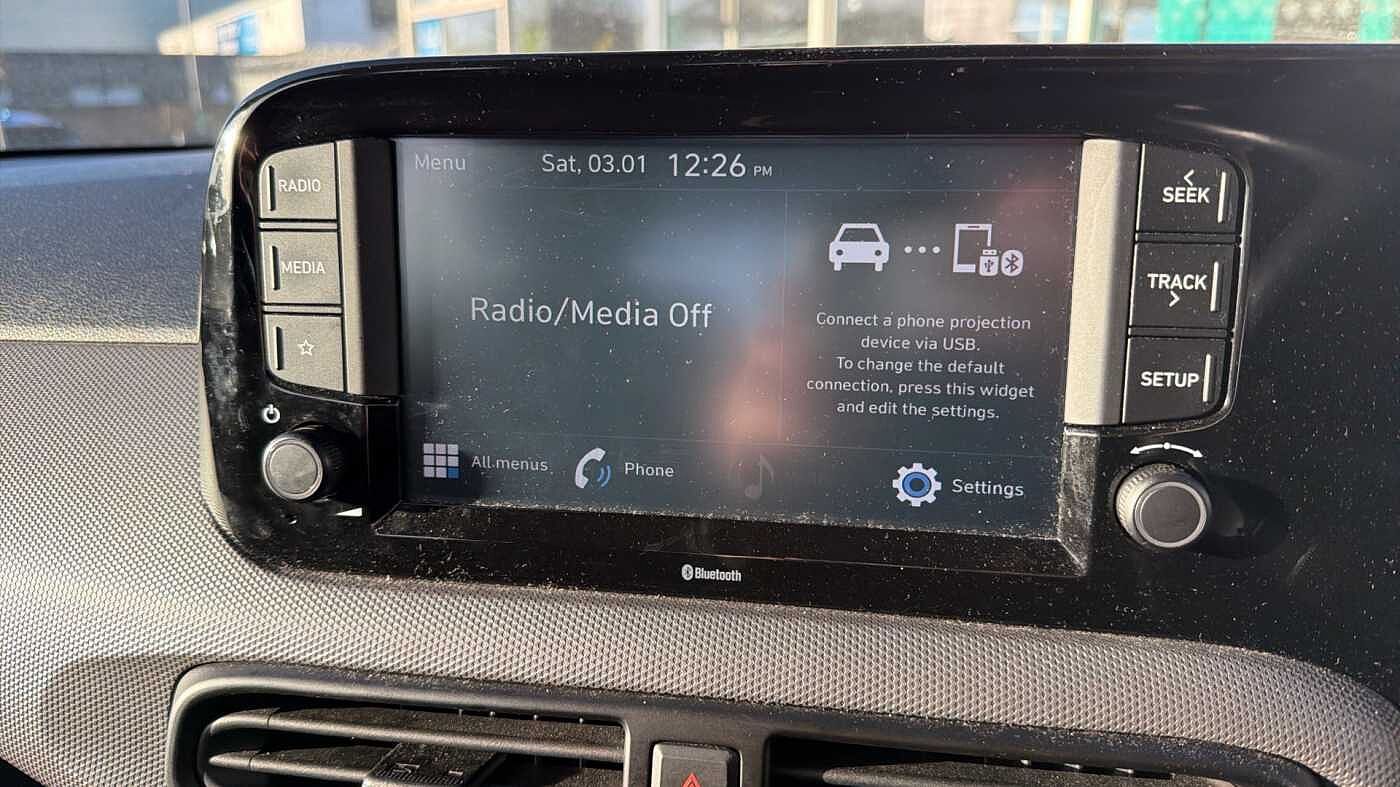 RADIO
MEDIA
Menu
Sat, 03.01 12:26 PM
Radio/Media Off
Connect a phone projection
device via USB.
To change the default
connection, press this widget
and edit the settings.
All menus
Phone
Settings
SEEK
TRACK
SETUP
Bluetooth